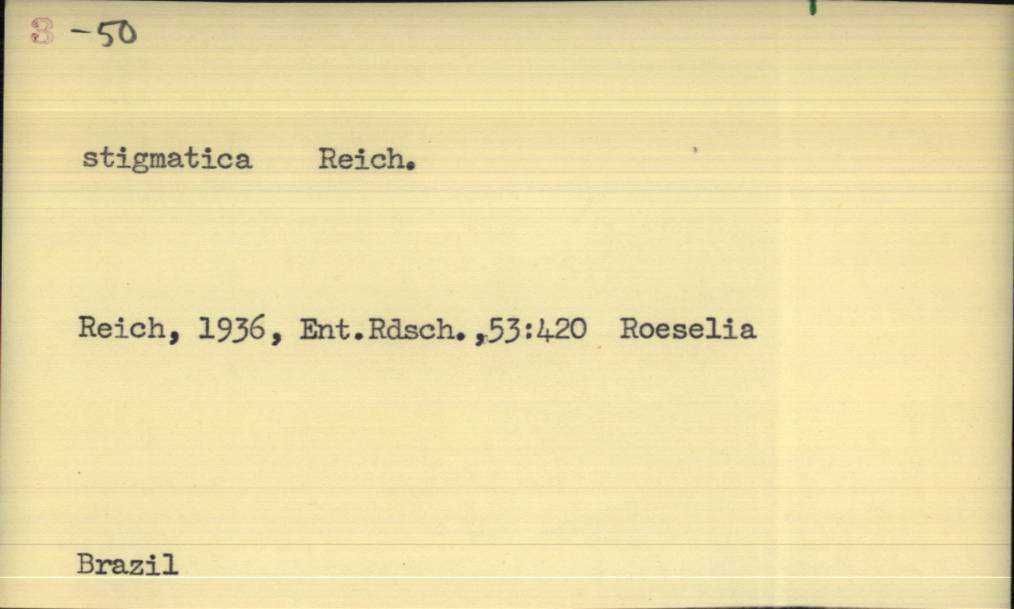 3 -50
stigmatica Reich.
Reich, 1936, Ent.Rdsch.,53:420 Roeselia
Brazil